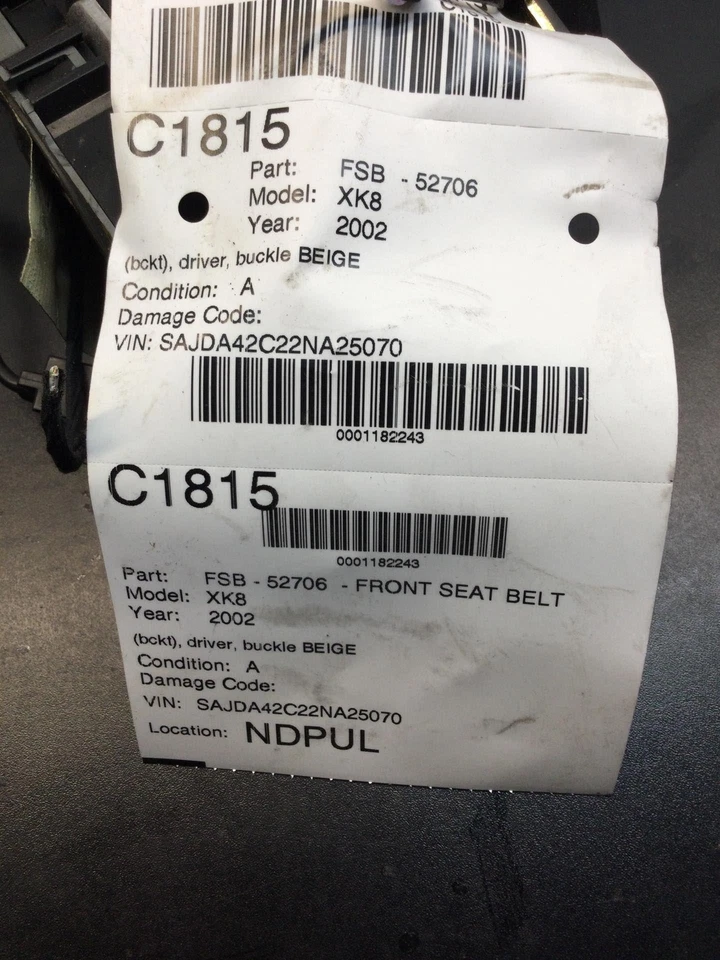 C1815
Part: FSB - 52706
Model: XK8
Year: 2002
(bckt), driver, buckle BEIGE
Condition: A
Damage Code:
VIN: SAJDA42C22NA25070
0001182243
C1815
0001182243
Part: FSB - 52706 - FRONT SEAT BELT
Model: XK8
Year: 2002
(bckt), driver, buckle BEIGE
Condition: A
Damage Code:
VIN: SAJDA42C22NA25070
Location: NDPUL